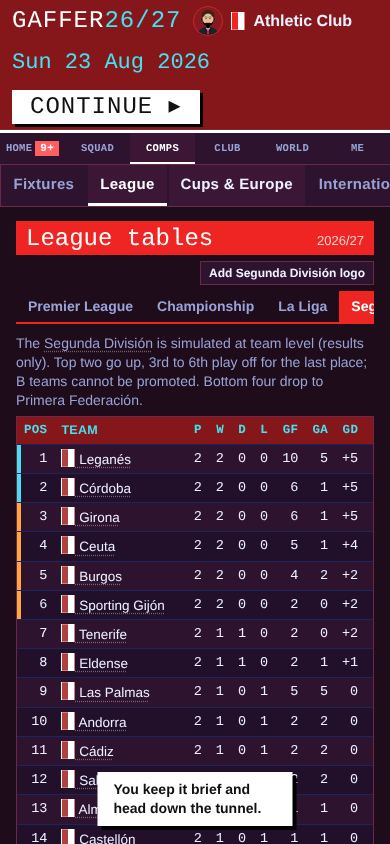 GAFFER26/27 Athletic Club
Sun 23 Aug 2026
CONTINUE ►
HOME 9+ SQUAD COMPS CLUB WORLD ME
Fixtures League Cups & Europe Internatio
League tables 2026/27
Add Segunda División logo
Premier League Championship La Liga Seg
The Segunda División is simulated at team level (results
only). Top two go up, 3rd to 6th play off for the last place;
B teams cannot be promoted. Bottom four drop to
Primera Federación.
POS TEAM P W D L GF GA GD
1 Leganés 2 2 0 0 10 5 +5
2 Córdoba 2 2 0 0 6 1 +5
3 Girona 2 2 0 0 6 1 +5
4 Ceuta 2 2 0 0 5 1 +4
5 Burgos 2 2 0 0 4 2 +2
6 Sporting Gijón 2 2 0 0 2 0 +2
7 Tenerife 2 1 1 0 2 0 +2
8 Eldense 2 1 1 0 2 1 +1
9 Las Palmas 2 1 0 1 5 5 0
10 Andorra 2 1 0 1 2 2 0
11 Cádiz 2 1 0 1 2 2 0
12 2 0
13 1 0
You keep it brief and
head down the tunnel.
14 Castellón 2 1 0 1 1 1 0